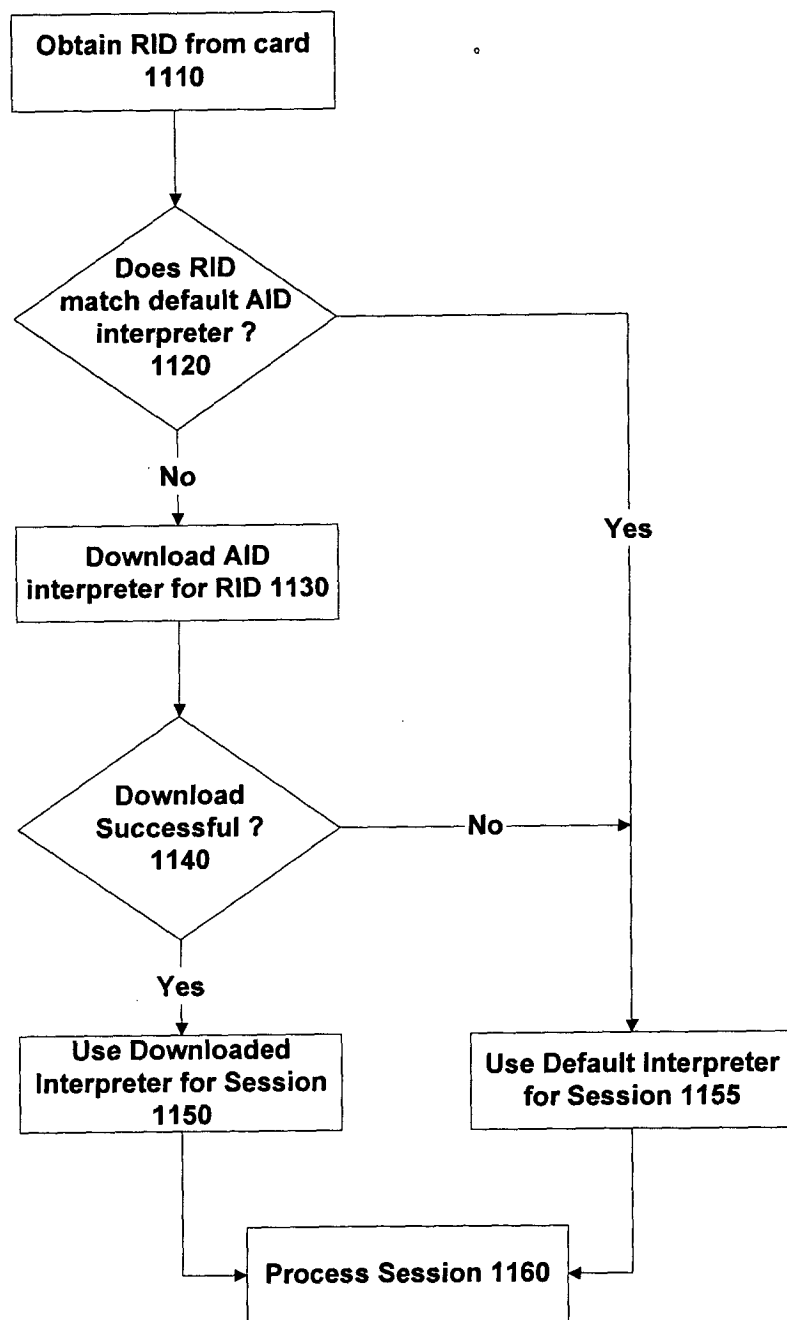 Obtain RID from card
1110
Does RID
match default AID
interpreter ?
1120
No
Yes
Download AID
interpreter for RID 1130
Download
Successful ?
1140
No
Yes
Use Downloaded
Interpreter for Session
1150
Use Default Interpreter
for Session 1155
Process Session 1160